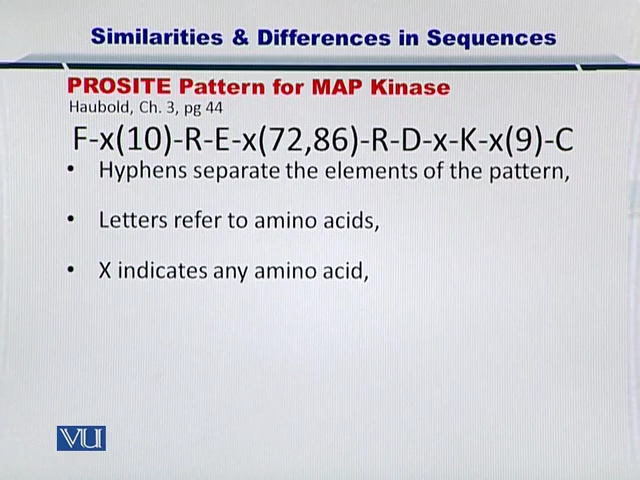 Similarities & Differences in Sequences
PROSITE Pattern for MAP Kinase
Haubold, Ch. 3, pg 44
F-x(10)-R-E-x(72,86)-R-D-x-K-x(9)-C
• Hyphens separate the elements of the pattern,
• Letters refer to amino acids,
• X indicates any amino acid,
VU